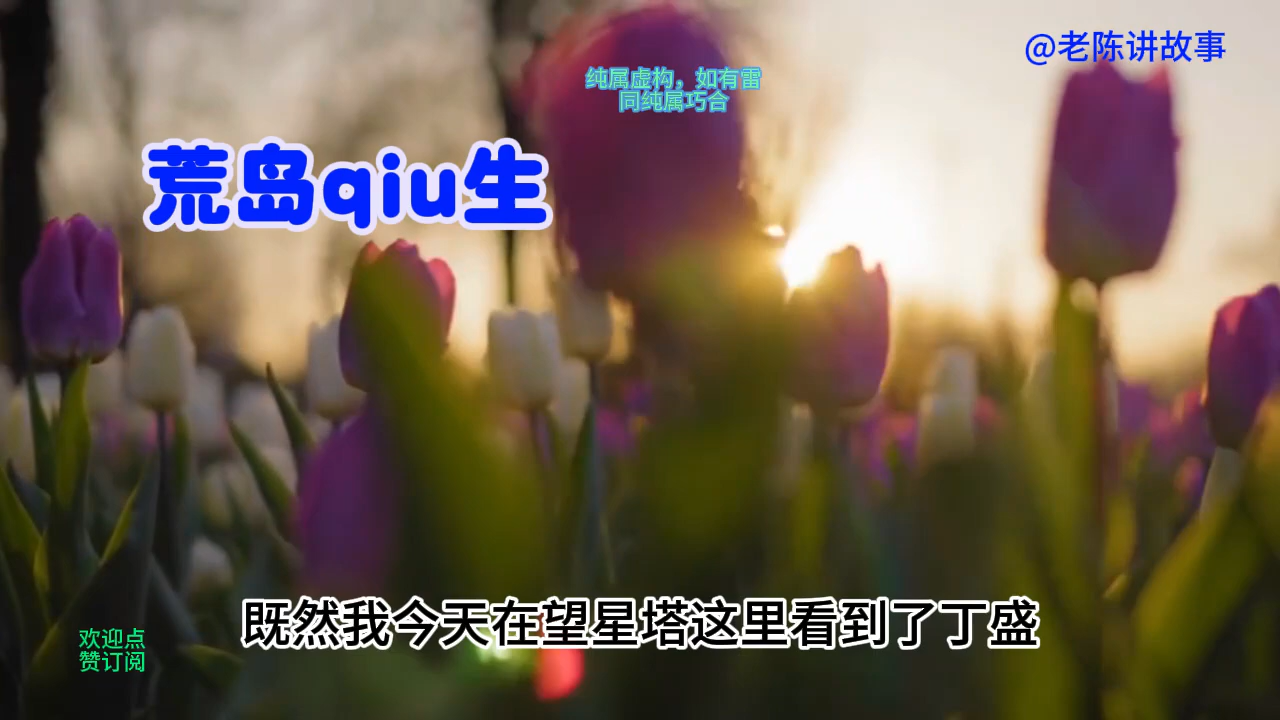 @老陈讲故事
纯属虚构，如有雷
同纯属巧合
荒岛qiu生
既然我今天在望星塔这里看到了丁盛
欢迎点
赞订阅